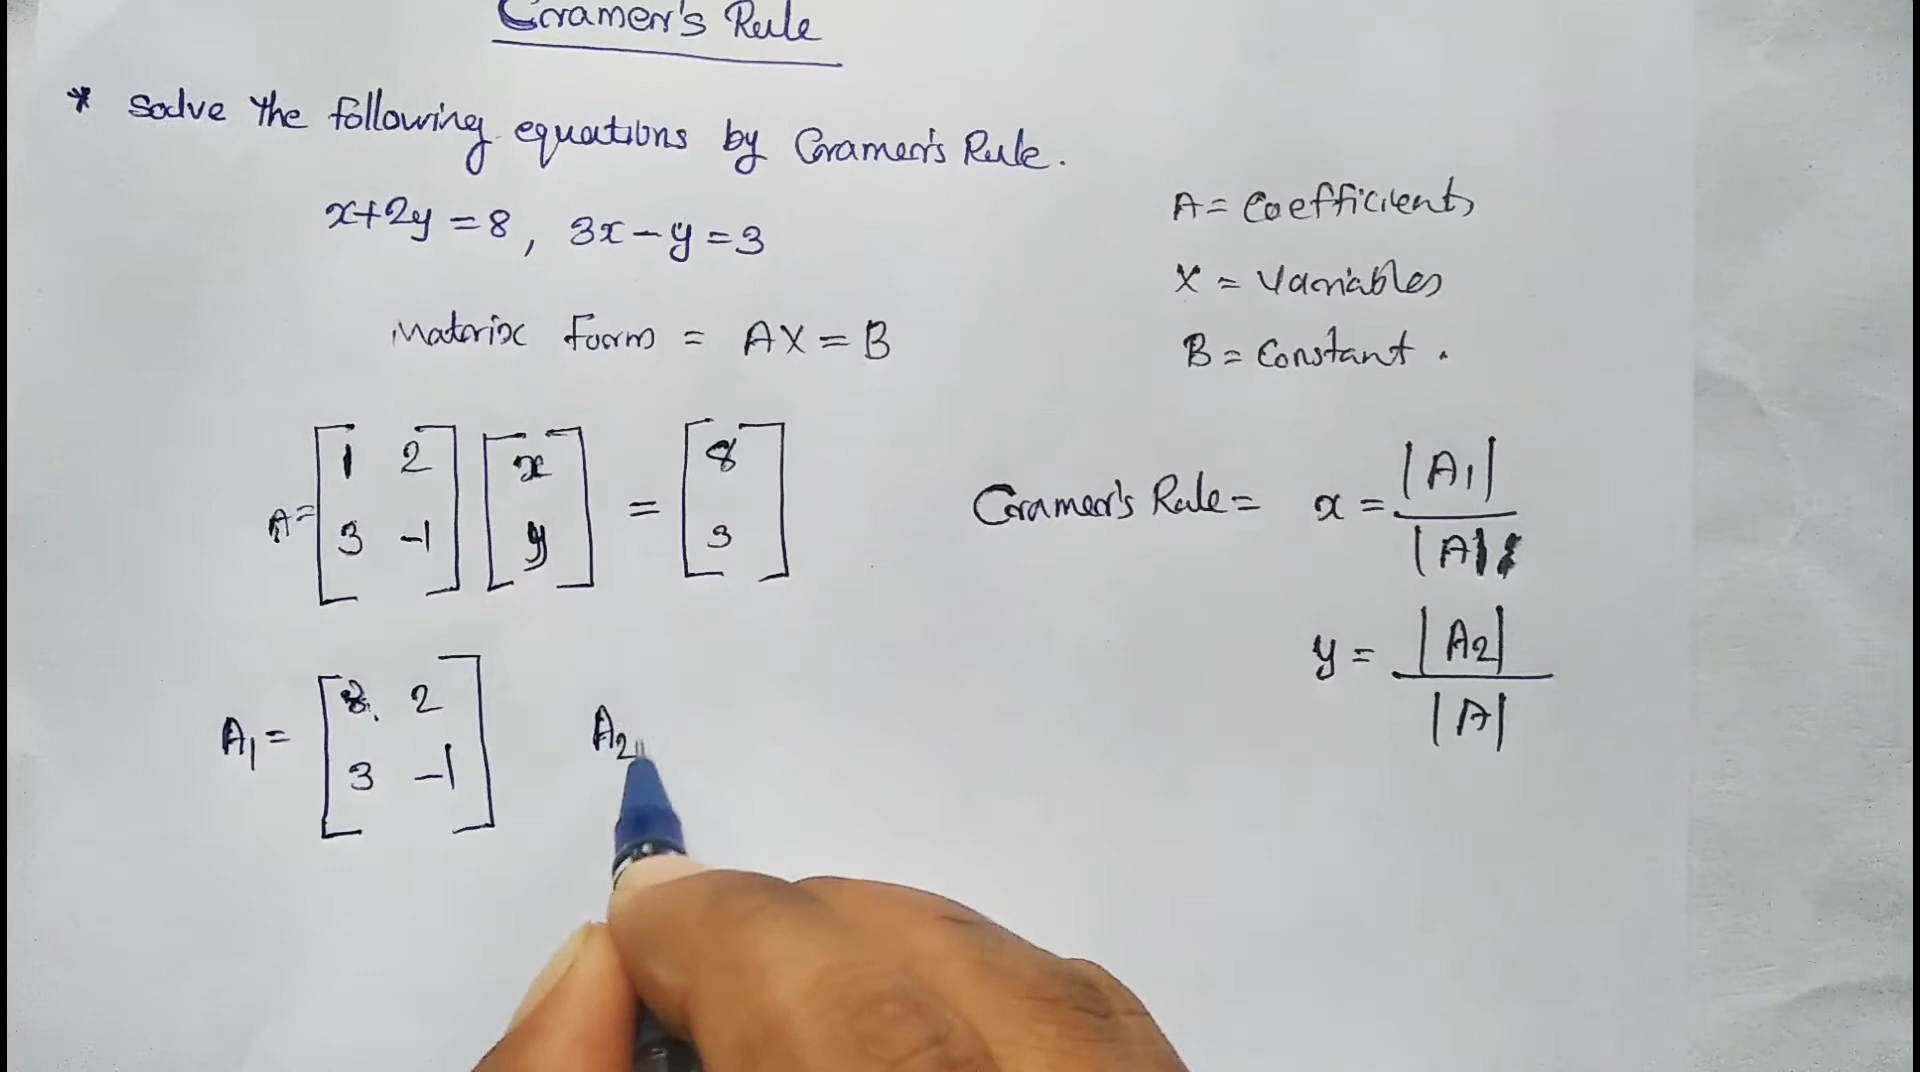 Cramer's Rule
* Solve the following equations by Cramer's Rule.
x+2y=8, 3x-y=3
A= Coefficients
X = Variables
B = Constant.
Matrix Form = AX = B
A= [1 2; 3 -1] [x; y] = [8; 3]
Cramer's Rule = x = |A1| / |A|
y = |A2| / |A|
A1 = [8 2; 3 -1] A2